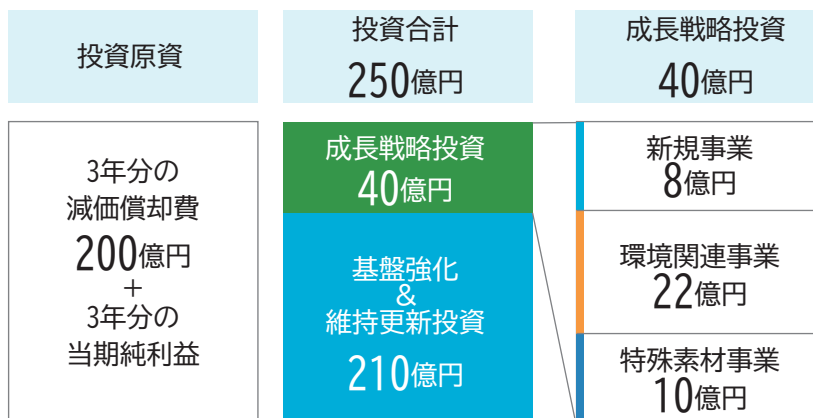 投資原資
3年分の
減価償却費
200億円
+
3年分の
当期純利益
投資合計
250億円
成長戦略投資
40億円
基盤強化
&
維持更新投資
210億円
成長戦略投資
40億円
新規事業
8億円
環境関連事業
22億円
特殊素材事業
10億円